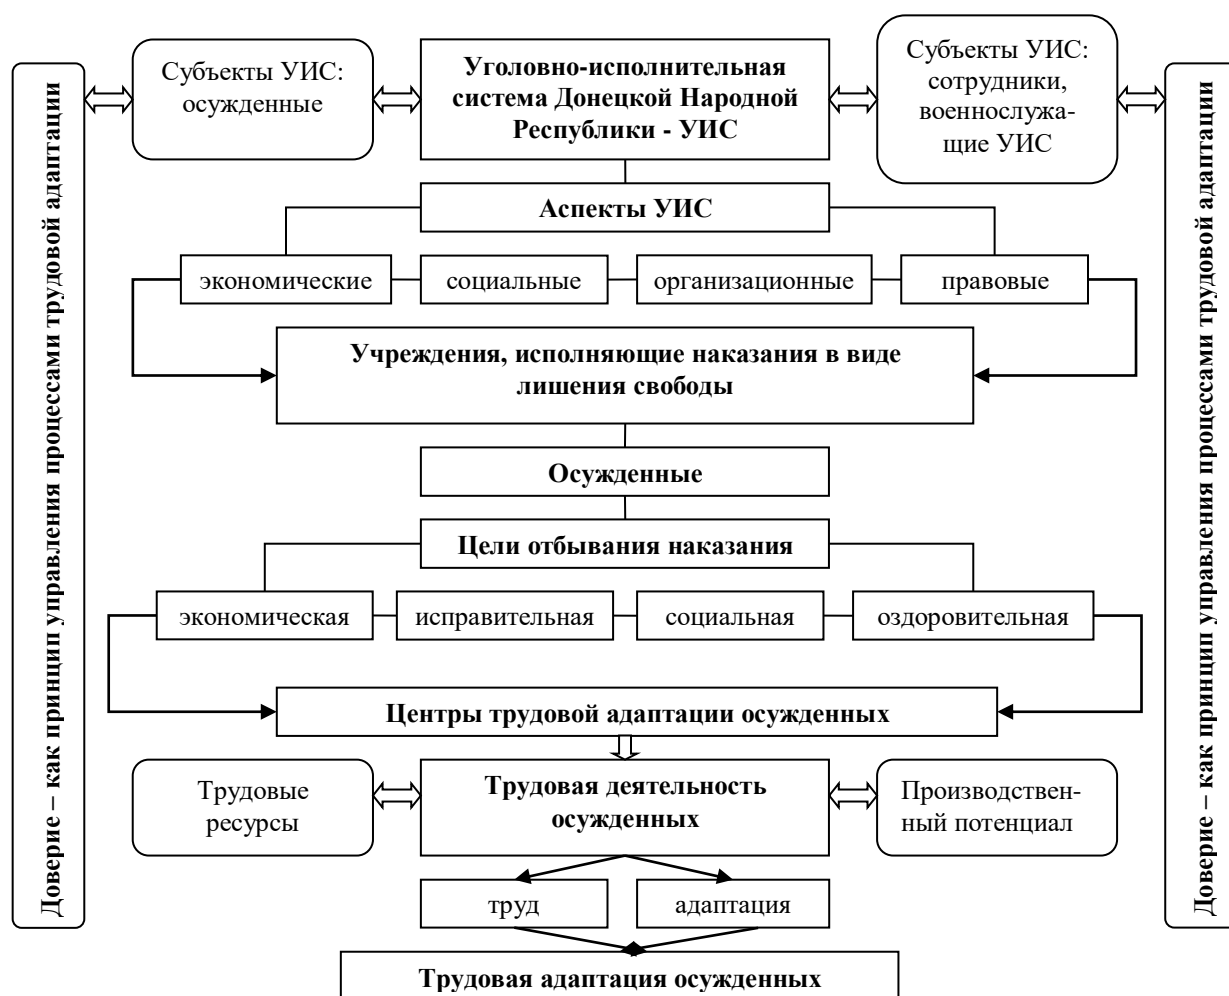 Доверие – как принцип управления процессами трудовой адаптации
Субъекты УИС:
осужденные
Уголовно-исполнительная
система Донецкой Народной
Республики - УИС
Субъекты УИС:
сотрудники,
военнослужа-
щие УИС
Доверие – как принцип управления процессами трудовой адаптации
Аспекты УИС
экономические
социальные
организационные
правовые
Учреждения, исполняющие наказания в виде
лишения свободы
Осужденные
Цели отбывания наказания
экономическая
исправительная
социальная
оздоровительная
Центры трудовой адаптации осужденных
Трудовые
ресурсы
Трудовая деятельность
осужденных
Производствен-
ный потенциал
труд
адаптация
Трудовая адаптация осужденных